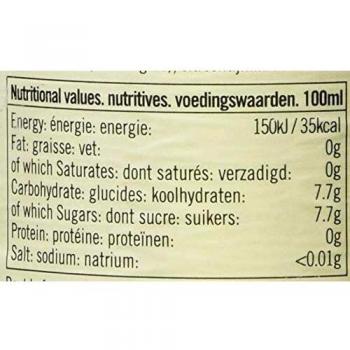 Nutritional values. nutritives. voedingswaarden. 100ml
Energy: énergie: energie: 150kJ / 35kcal
Fat: graisse: vet: 0g
of which Saturates: dont saturés: verzadigd: 0g
Carbohydrate: glucides: koolhydraten: 7.7g
of which Sugars: dont sucre: suikers: 7.7g
Protein: protéine: proteïnen: 0g
Salt: sodium: natrium: <0.01g